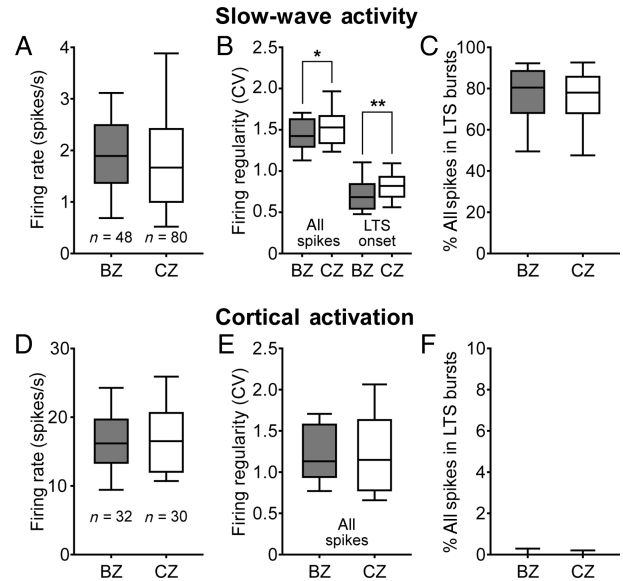 Slow-wave activity
A
Firing rate (spikes/s)
4
3
2
1
0
n = 48 n = 80
BZ CZ
B
Firing regularity (CV)
2.5
2.0
1.5
1.0
0.5
0.0
*
**
All spikes
LTS onset
BZ CZ BZ CZ
C
% All spikes in LTS bursts
100
80
60
40
20
0
BZ CZ
Cortical activation
D
Firing rate (spikes/s)
30
20
10
0
n = 32 n = 30
BZ CZ
E
Firing regularity (CV)
2.5
2.0
1.5
1.0
0.5
0.0
All
spikes
BZ CZ
F
% All spikes in LTS bursts
10
8
6
4
2
0
BZ CZ